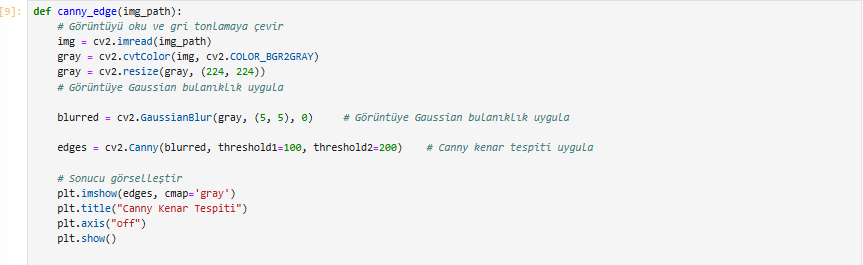 [9]: def canny_edge(img_path):
# Görüntüyü oku ve gri tonlamaya çevir
img = cv2.imread(img_path)
gray = cv2.cvtColor(img, cv2.COLOR_BGR2GRAY)
gray = cv2.resize(gray, (224, 224))
# Görüntüye Gaussian bulanıklık uygula
blurred = cv2.GaussianBlur(gray, (5, 5), 0) # Görüntüye Gaussian bulanıklık uygula
edges = cv2.Canny(blurred, threshold1=100, threshold2=200) # Canny kenar tespiti uygula
# Sonucu görselleştir
plt.imshow(edges, cmap='gray')
plt.title("Canny Kenar Tespiti")
plt.axis("off")
plt.show()